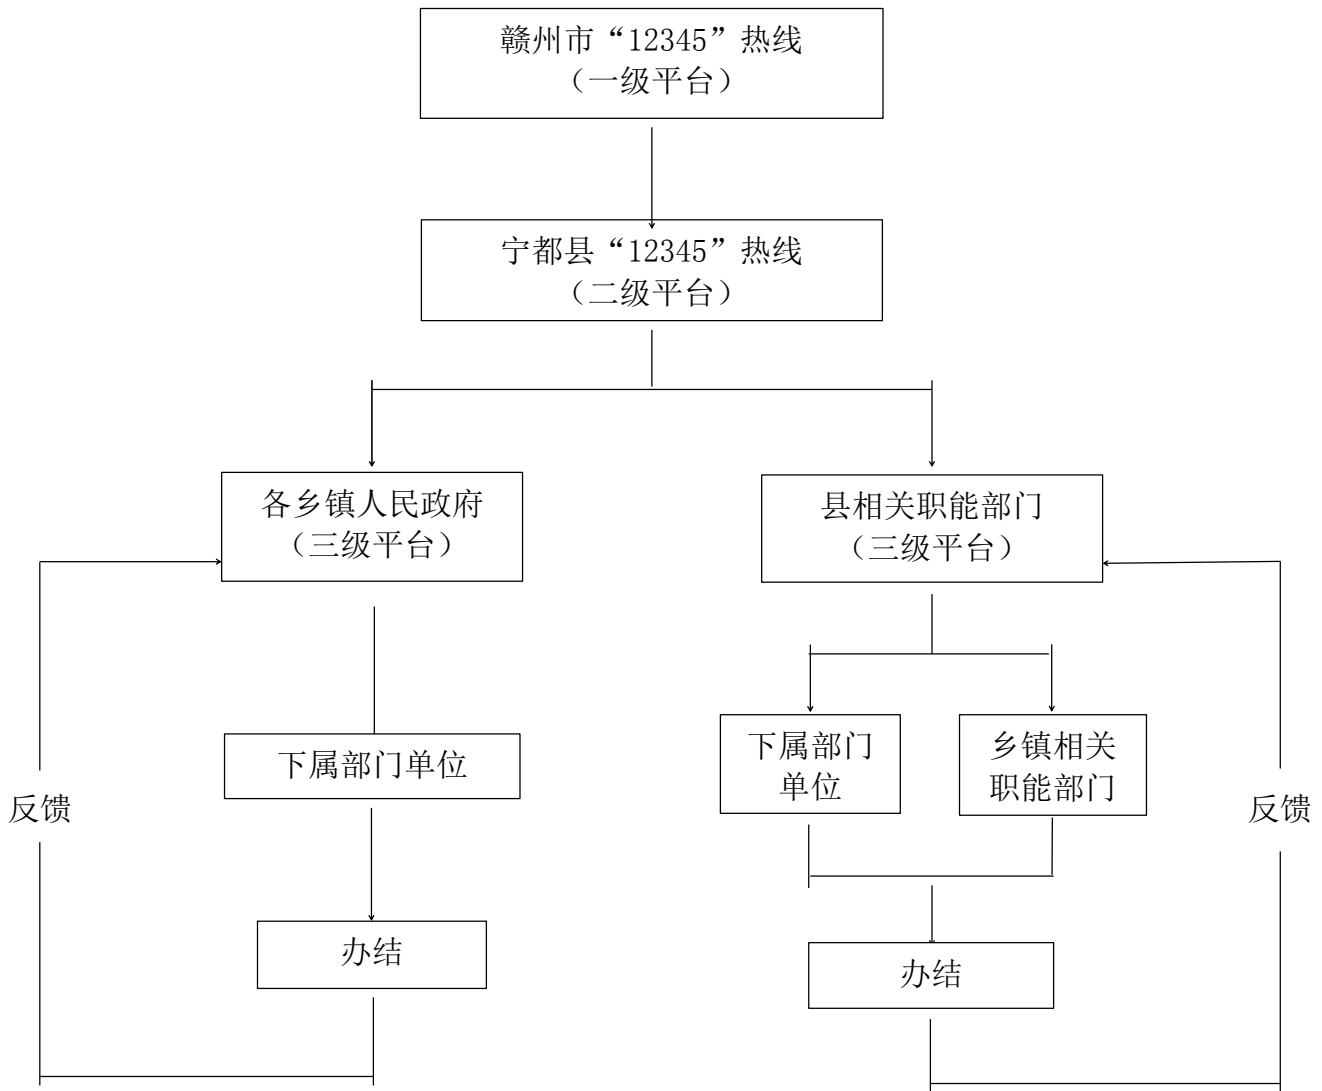 赣州市“12345”热线
（一级平台）
宁都县“12345”热线
（二级平台）
各乡镇人民政府
（三级平台）
县相关职能部门
（三级平台）
下属部门单位
下属部门
单位
乡镇相关
职能部门
反馈
反馈
办结
办结